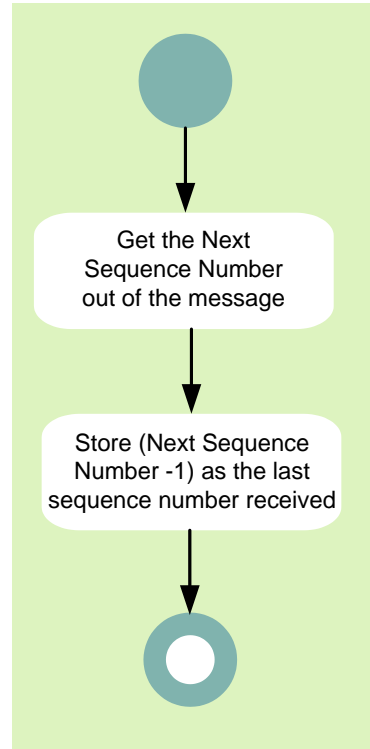 Get the Next
Sequence Number
out of the message
Store (Next Sequence
Number -1) as the last
sequence number received